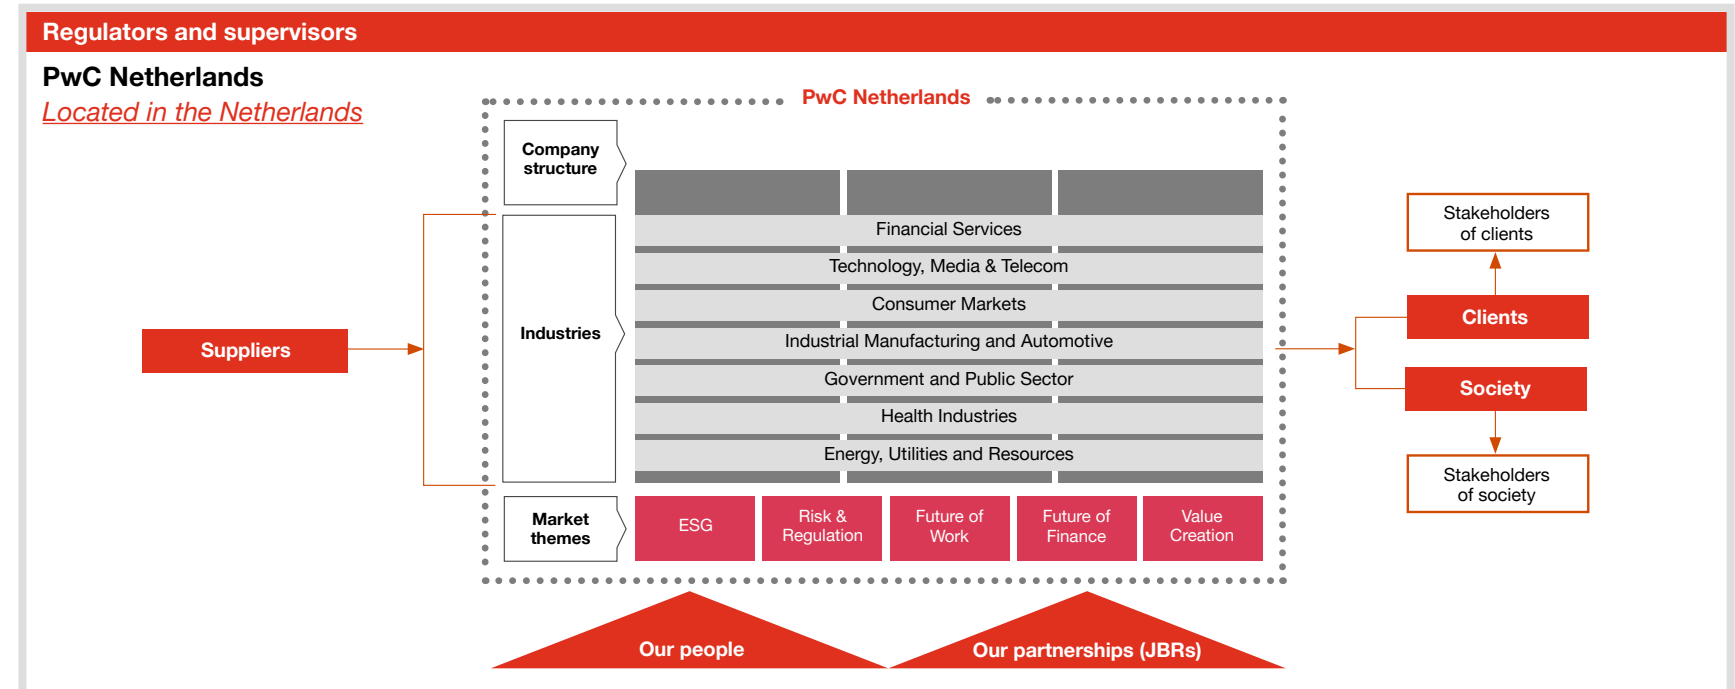 Regulators and supervisors
PwC Netherlands
Located in the Netherlands
PwC Netherlands
Company
structure
Industries
Financial Services
Technology, Media & Telecom
Consumer Markets
Industrial Manufacturing and Automotive
Government and Public Sector
Health Industries
Energy, Utilities and Resources
Market
themes
ESG
Risk &
Regulation
Future of
Work
Future of
Finance
Value
Creation
Suppliers
Stakeholders
of clients
Clients
Society
Stakeholders
of society
Our people
Our partnerships (JBRs)